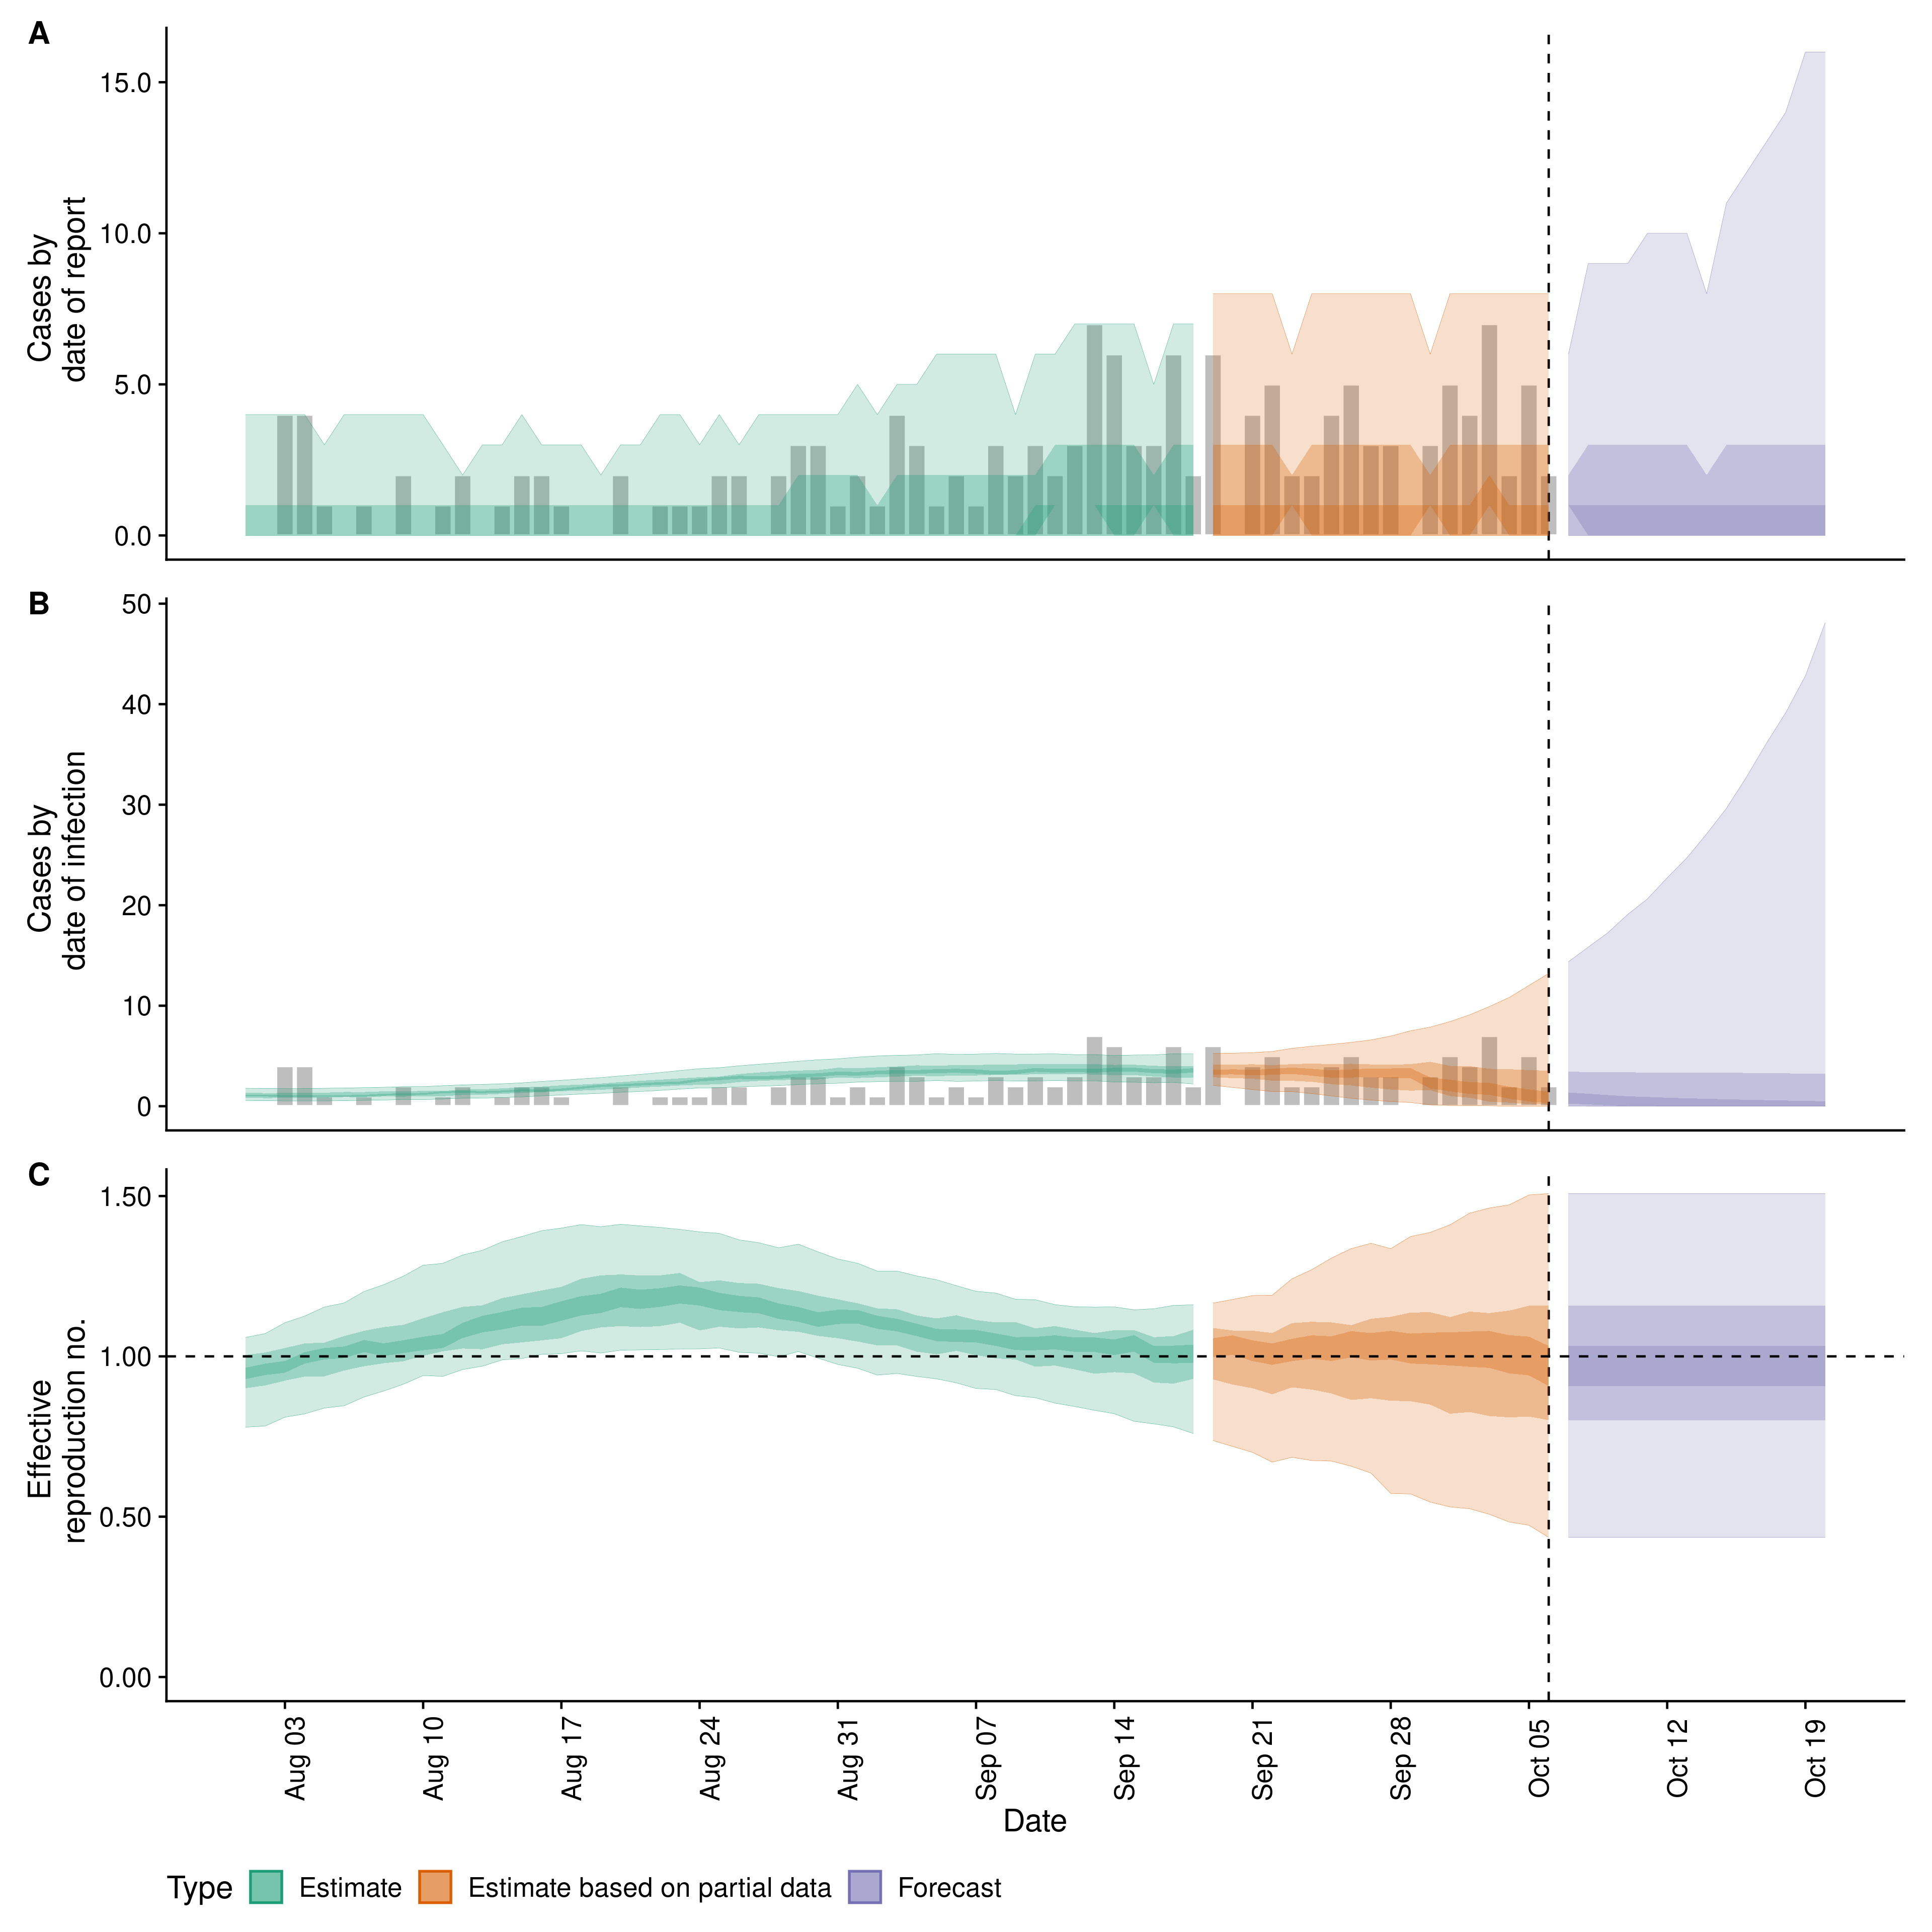 A
15.0
10.0
5.0
0.0
Cases by
date of report
B
50
40
30
20
10
0
Cases by
date of infection
C
1.50
1.00
0.50
0.00
Effective
reproduction no.
Aug 03
Aug 10
Aug 17
Aug 24
Aug 31
Sep 07
Sep 14
Sep 21
Sep 28
Oct 05
Oct 12
Oct 19
Date
Type Estimate Estimate based on partial data Forecast